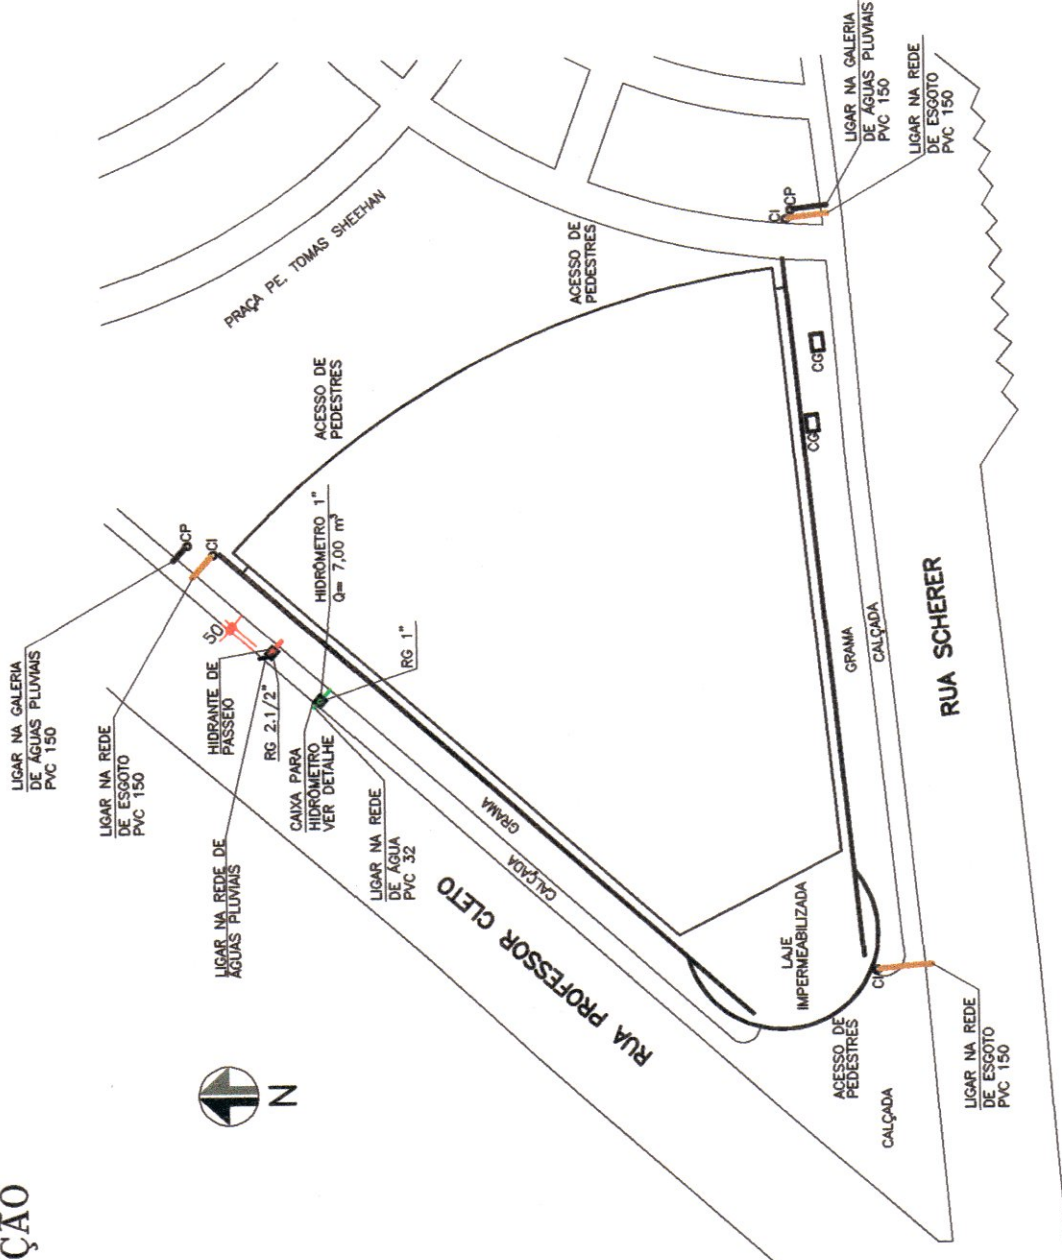 ÇÃO
N
LIGAR NA GALERIA
DE ÁGUAS PLUVIAIS
PVC 150
LIGAR NA REDE
DE ESGOTO
PVC 150
LIGAR NA REDE DE
ÁGUAS PLUVIAIS
HIDRANTE DE
PASSEIO
RG 2.1/2"
CAIXA PARA
HIDRÔMETRO
VER DETALHE
LIGAR NA REDE
DE ÁGUA
PVC 32
50
CP
CI
HIDRÔMETRO 1"
Q= 7,00 m³
RG 1"
ACESSO DE
PEDESTRES
PRAÇA PE. TOMAS SHEEHAN
ACESSO DE
PEDESTRES
RUA PROFESSOR CLETO
CALÇADA
GRAMA
LAJE
IMPERMEABILIZADA
ACESSO DE
PEDESTRES
CALÇADA
CI
LIGAR NA REDE
DE ESGOTO
PVC 150
GRAMA
CALÇADA
RUA SCHERER
CG
CG
CI
CP
LIGAR NA GALERIA
DE ÁGUAS PLUVIAIS
PVC 150
LIGAR NA REDE
DE ESGOTO
PVC 150